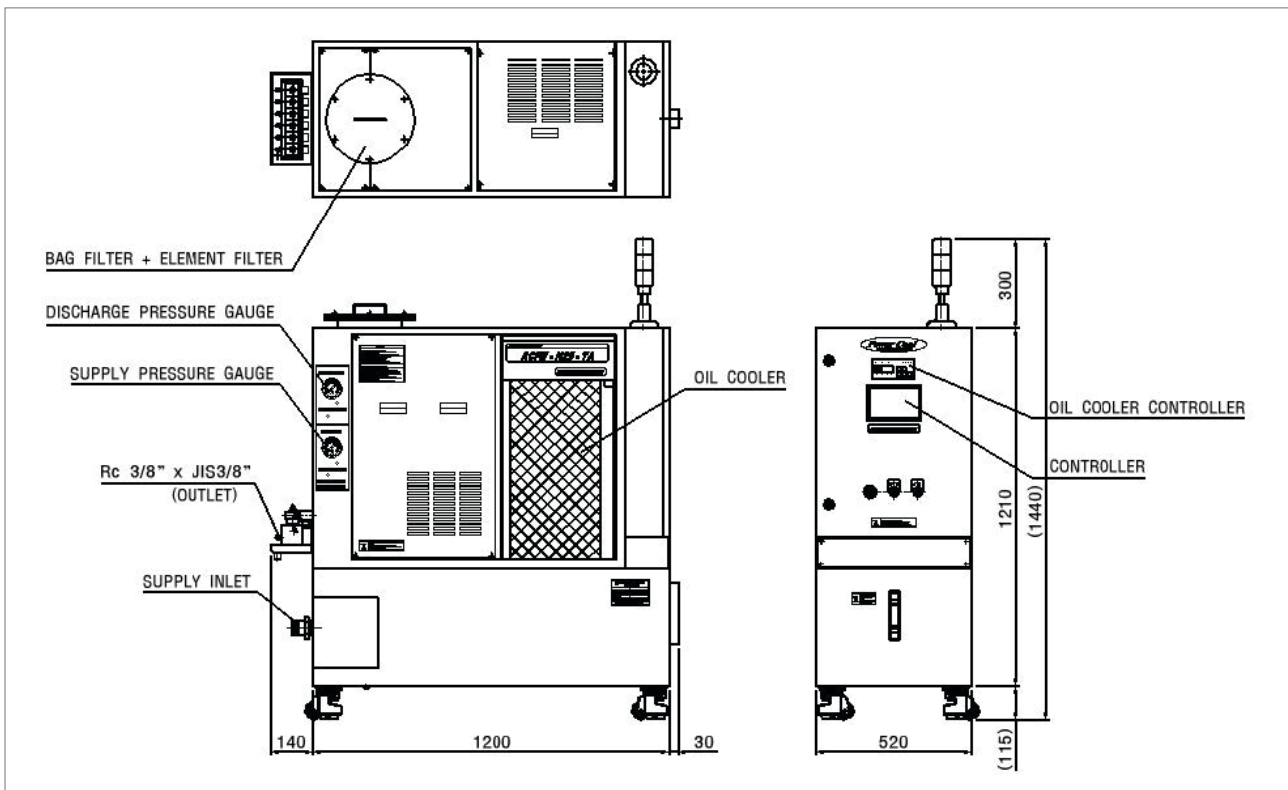 BAG FILTER + ELEMENT FILTER
DISCHARGE PRESSURE GAUGE
SUPPLY PRESSURE GAUGE
Rc 3/8" x JIS3/8"
(OUTLET)
SUPPLY INLET
OIL COOLER
OIL COOLER CONTROLLER
CONTROLLER
300
1210
(1440)
(115)
140
1200
30
520